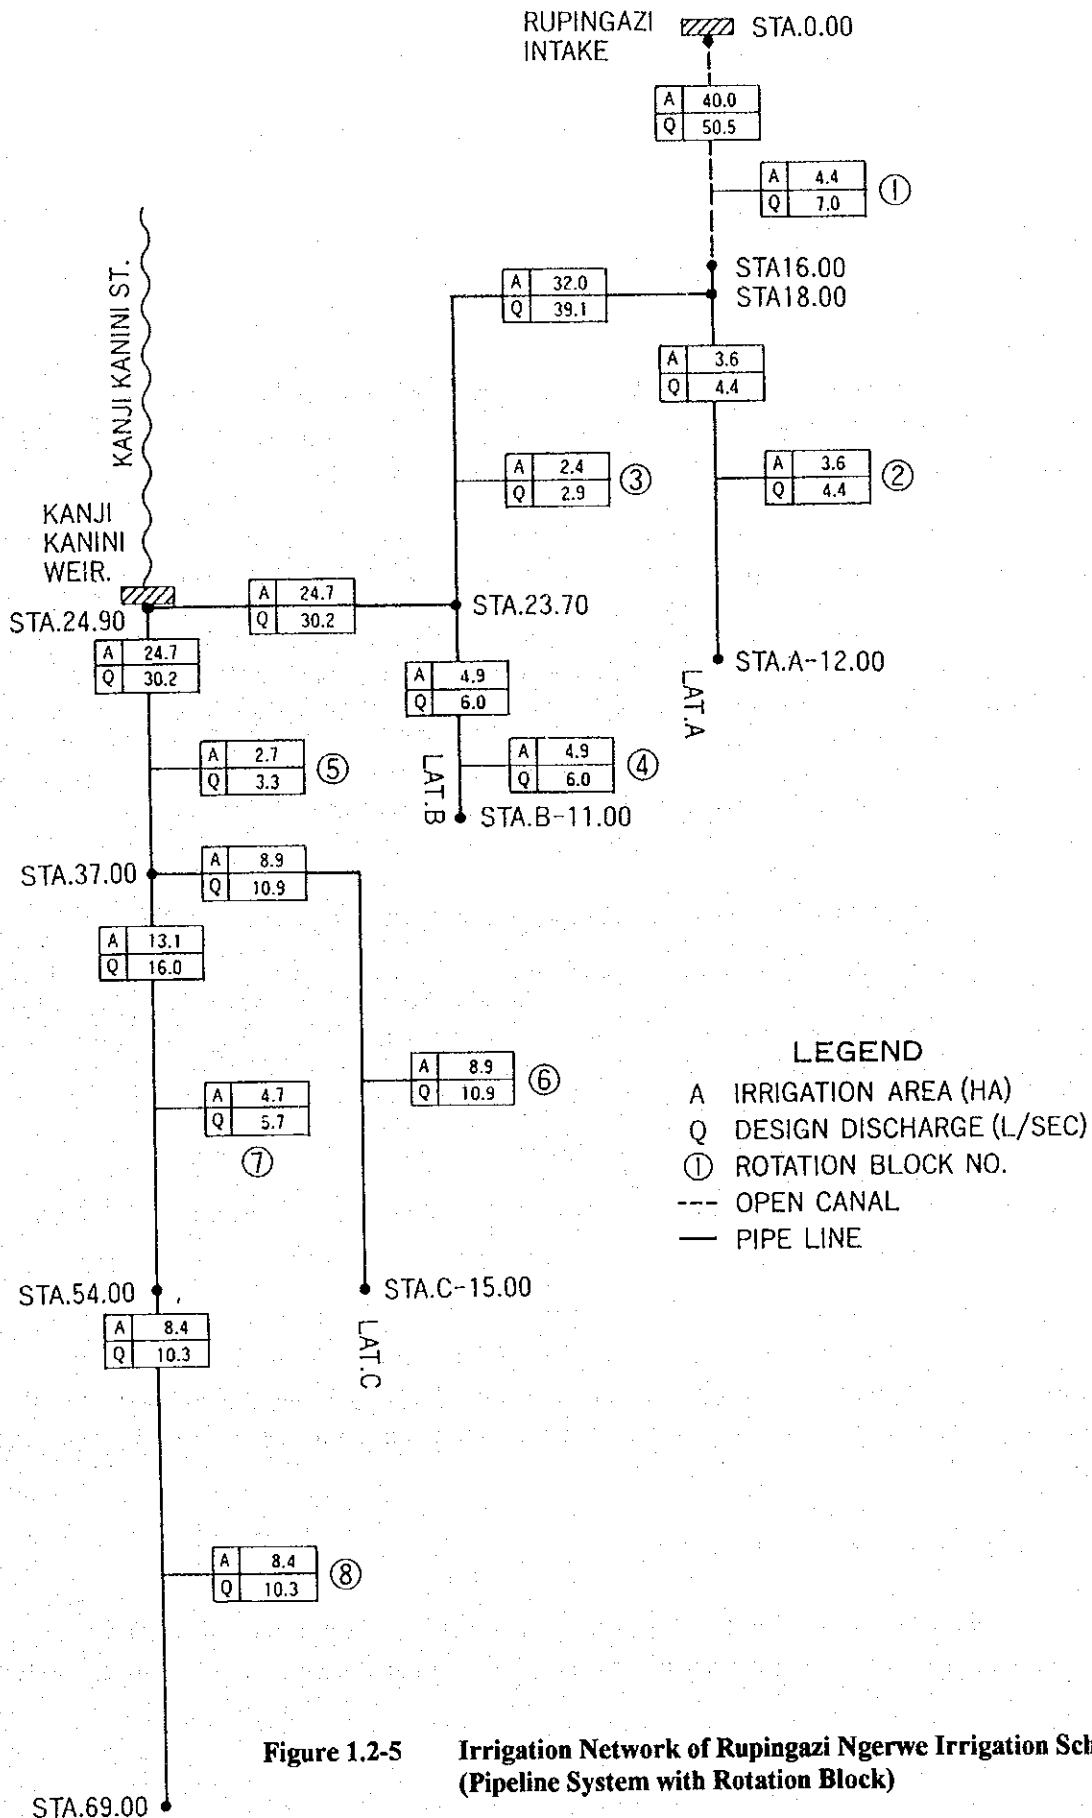 RUPINGAZI
INTAKE
STA.0.00
A 40.0
Q 50.5
A 4.4
Q 7.0
①
STA16.00
STA18.00
A 32.0
Q 39.1
A 3.6
Q 4.4
KANJI KANINI ST.
A 2.4
Q 2.9
③
A 3.6
Q 4.4
②
KANJI
KANINI
WEIR.
STA.24.90
A 24.7
Q 30.2
STA.23.70
A 24.7
Q 30.2
A 4.9
Q 6.0
STA.A-12.00
LAT.A
A 2.7
Q 3.3
⑤
LAT.B
A 4.9
Q 6.0
④
STA.B-11.00
STA.37.00
A 8.9
Q 10.9
A 13.1
Q 16.0
A 8.9
Q 10.9
⑥
A 4.7
Q 5.7
⑦
LEGEND
A IRRIGATION AREA (HA)
Q DESIGN DISCHARGE (L/SEC)
① ROTATION BLOCK NO.
--- OPEN CANAL
— PIPE LINE
STA.54.00
STA.C-15.00
A 8.4
Q 10.3
LAT.C
A 8.4
Q 10.3
⑧
Figure 1.2-5 Irrigation Network of Rupingazi Ngerwe Irrigation
(Pipeline System with Rotation Block)
STA.69.00